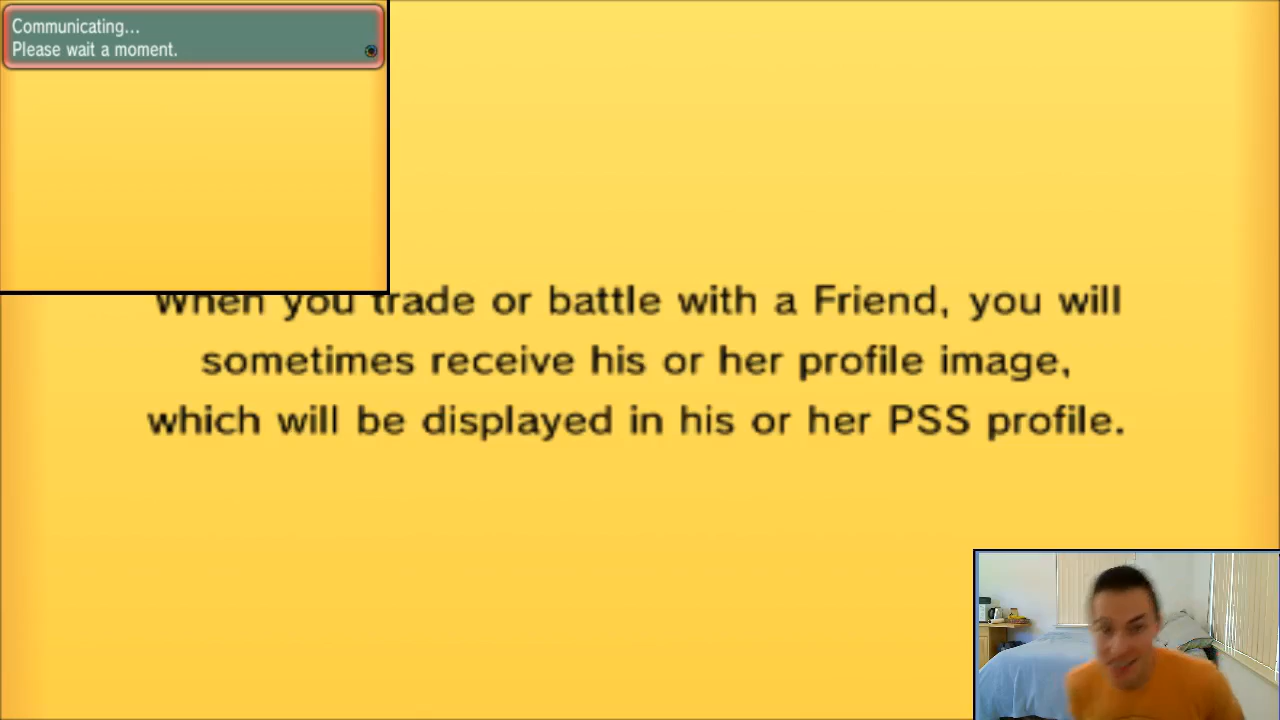 Communicating...
Please wait a moment.
When you trade or battle with a Friend, you will
sometimes receive his or her profile image,
which will be displayed in his or her PSS profile.